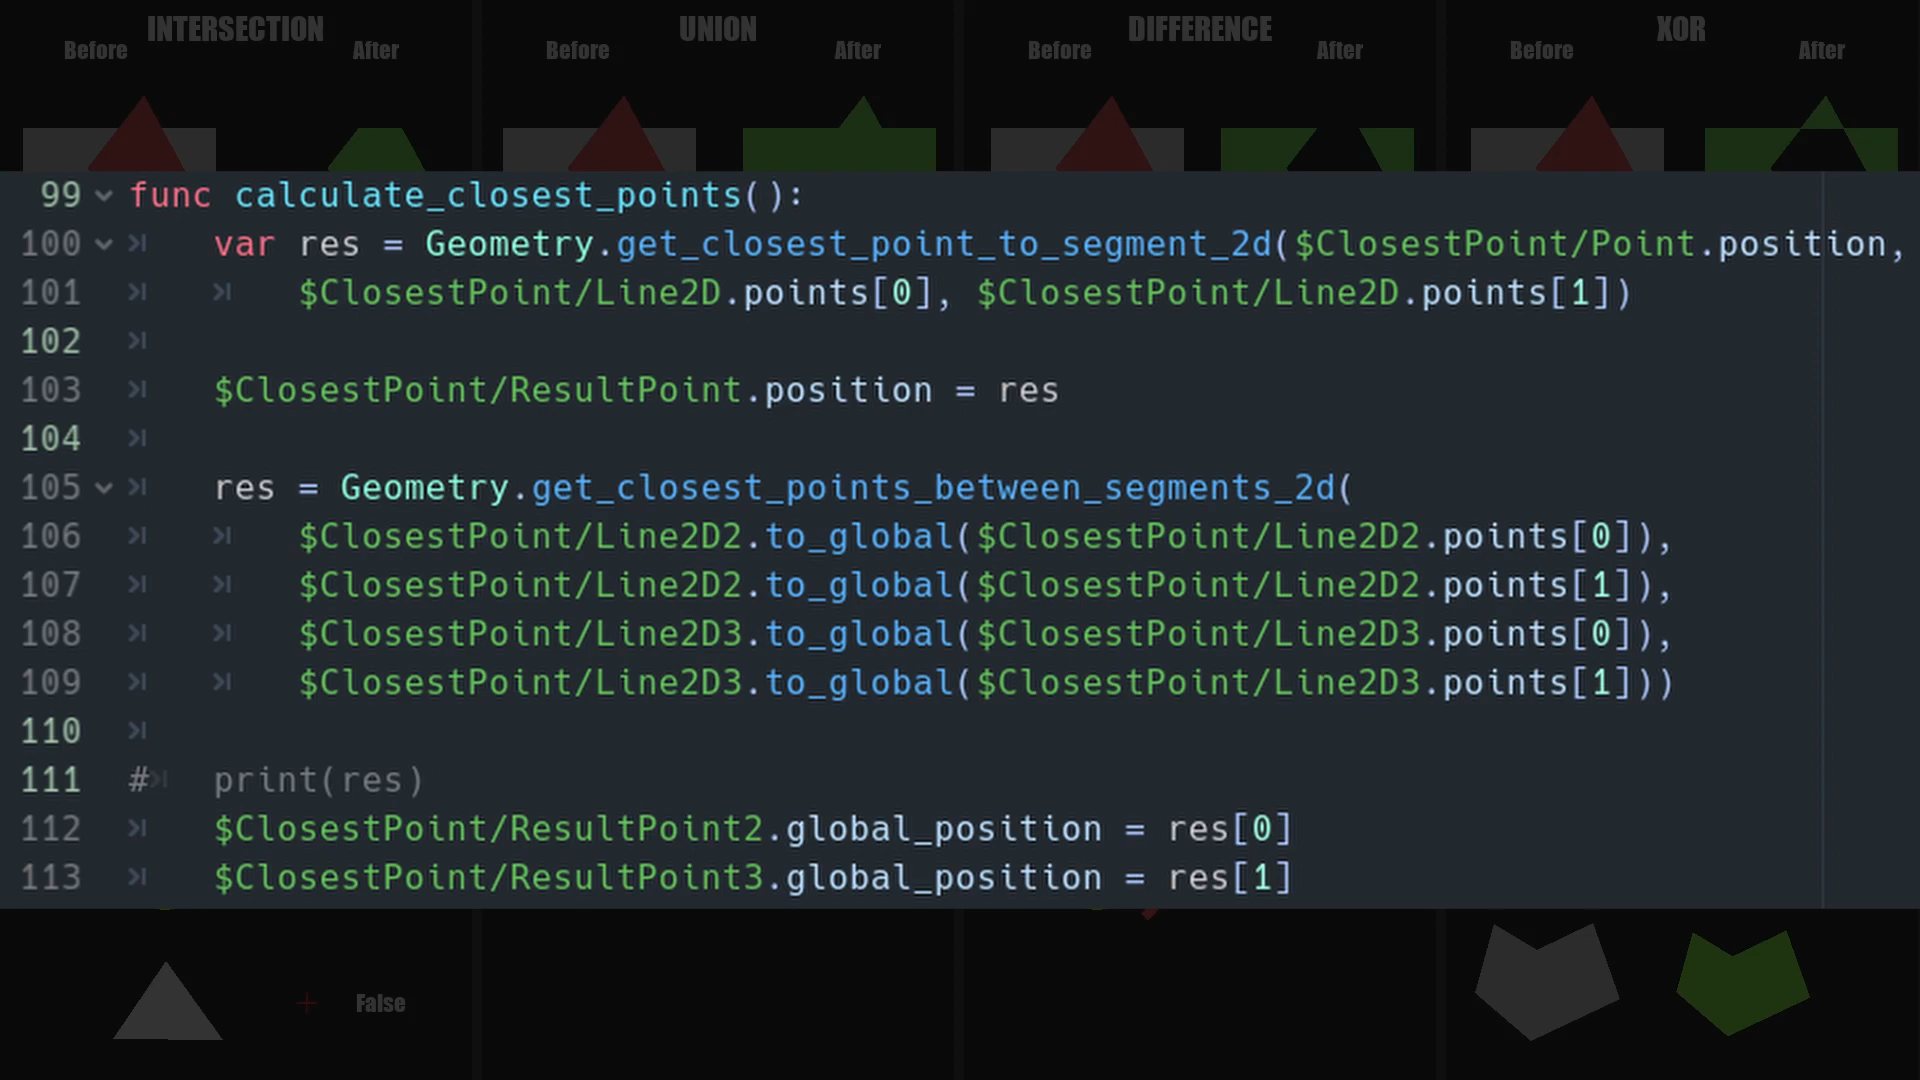 INTERSECTION
Before After
UNION
Before After
DIFFERENCE
Before After
XOR
Before After
99 func calculate_closest_points():
100 var res = Geometry.get_closest_point_to_segment_2d($ClosestPoint/Point.position,
101 $ClosestPoint/Line2D.points[0], $ClosestPoint/Line2D.points[1])
102
103 $ClosestPoint/ResultPoint.position = res
104
105 res = Geometry.get_closest_points_between_segments_2d(
106 $ClosestPoint/Line2D2.to_global($ClosestPoint/Line2D2.points[0]),
107 $ClosestPoint/Line2D2.to_global($ClosestPoint/Line2D2.points[1]),
108 $ClosestPoint/Line2D3.to_global($ClosestPoint/Line2D3.points[0]),
109 $ClosestPoint/Line2D3.to_global($ClosestPoint/Line2D3.points[1]))
110
111 # print(res)
112 $ClosestPoint/ResultPoint2.global_position = res[0]
113 $ClosestPoint/ResultPoint3.global_position = res[1]
False